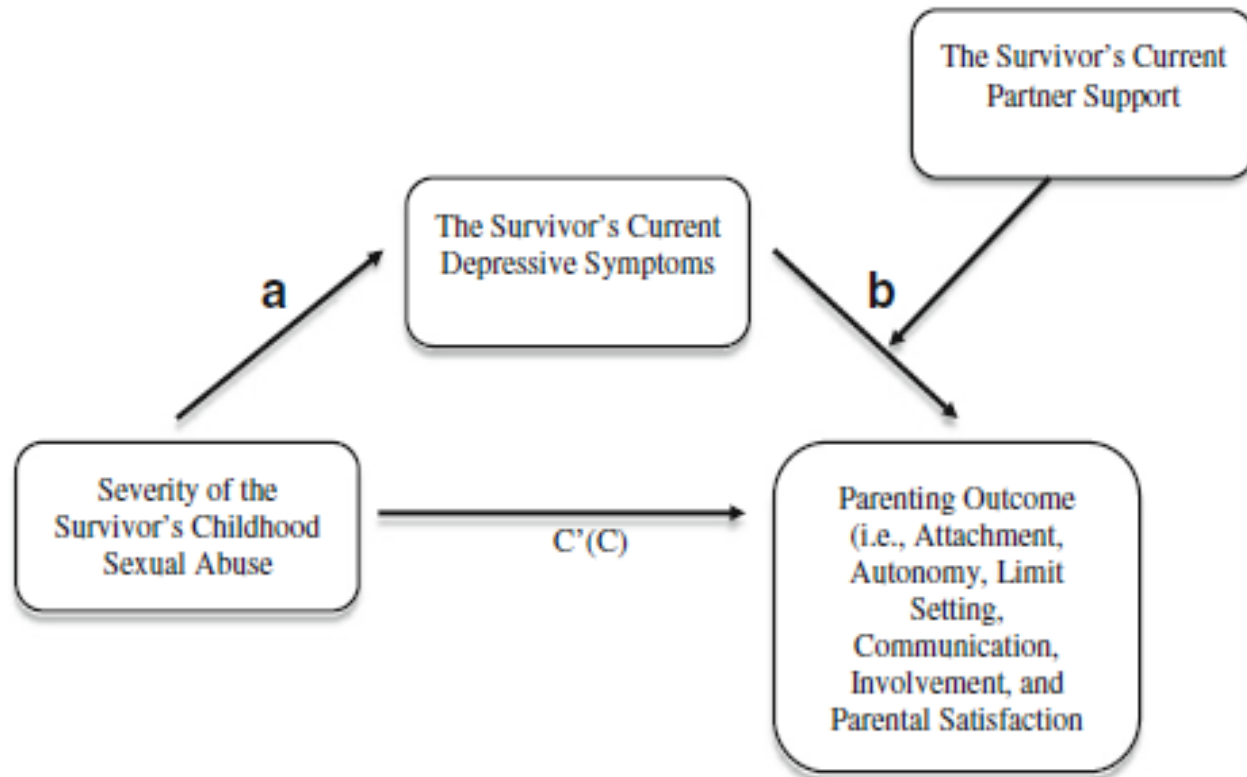 The Survivor’s Current
Partner Support
The Survivor’s Current
Depressive Symptoms
a
b
Severity of the
Survivor’s Childhood
Sexual Abuse
C’(C)
Parenting Outcome
(i.e., Attachment,
Autonomy, Limit
Setting,
Communication,
Involvement, and
Parental Satisfaction